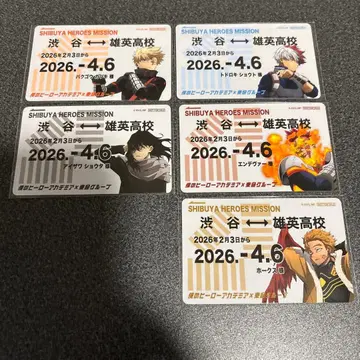 SHIBUYA HEROES MISSION
渋谷 ↔ 雄英高校
2026年2月3日から
2026.-4.6
バクゴウ カツキ 様
僕のヒーローアカデミア×東急グループ
SHIBUYA HEROES MISSION
渋谷 ↔ 雄英高校
2026年2月3日から
2026.-4.6
トドロキ ショウト 様
僕のヒーローアカデミア×東急グループ
SHIBUYA HEROES MISSION
渋谷 ↔ 雄英高校
2026年2月3日から
2026.-4.6
アイザワ ショウタ 様
僕のヒーローアカデミア×東急グループ
SHIBUYA HEROES MISSION
渋谷 ↔ 雄英高校
2026年2月3日から
2026.-4.6
エンデヴァー 様
僕のヒーローアカデミア×東急グループ
SHIBUYA HEROES MISSION
渋谷 ↔ 雄英高校
2026年2月3日から
2026.-4.6
ホークス 様
僕のヒーローアカデミア×東急グループ